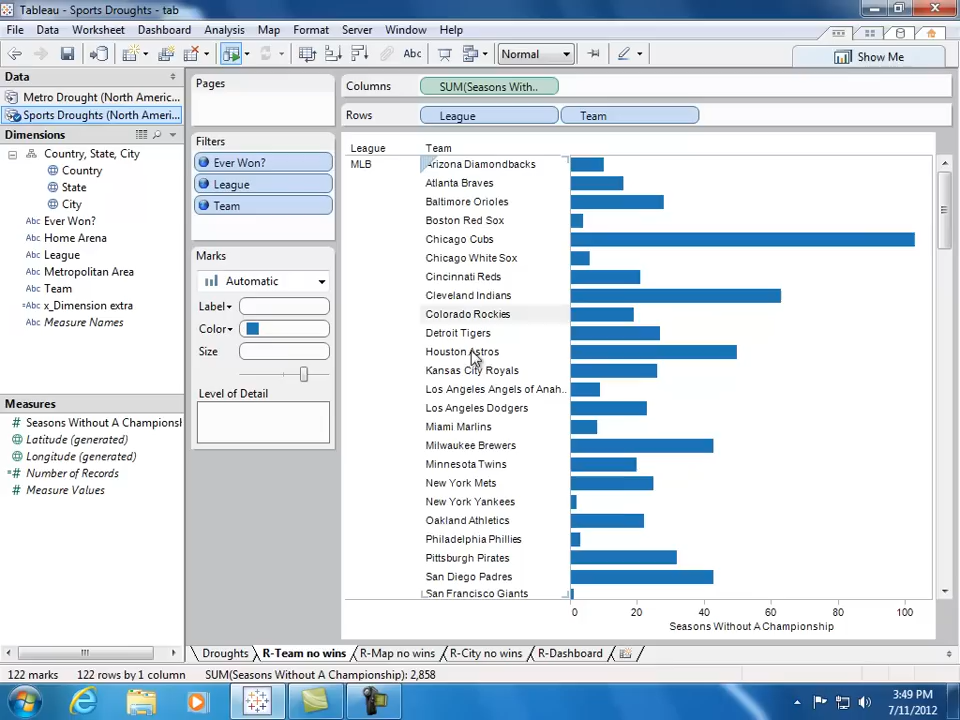 Tableau - Sports Droughts - tab
File Data Worksheet Dashboard Analysis Map Format Server Window Help
Abc Normal Show Me
Data
Metro Drought (North Americ...
Sports Droughts (North Ameri...
Dimensions
Country, State, City
Country
State
City
Abc Ever Won?
Abc Home Arena
Abc League
Abc Metropolitan Area
Abc Team
=Abc x_Dimension extra
Abc Measure Names
Measures
# Seasons Without A Championsh
Latitude (generated)
Longitude (generated)
=# Number of Records
# Measure Values
Pages
Filters
Ever Won?
League
Team
Marks
Automatic
Label
Color
Size
Level of Detail
Columns SUM(Seasons With..
Rows League Team
League Team
MLB Arizona Diamondbacks
Atlanta Braves
Baltimore Orioles
Boston Red Sox
Chicago Cubs
Chicago White Sox
Cincinnati Reds
Cleveland Indians
Colorado Rockies
Detroit Tigers
Houston Astros
Kansas City Royals
Los Angeles Angels of Anah..
Los Angeles Dodgers
Miami Marlins
Milwaukee Brewers
Minnesota Twins
New York Mets
New York Yankees
Oakland Athletics
Philadelphia Phillies
Pittsburgh Pirates
San Diego Padres
San Francisco Giants
0 20 40 60 80 100
Seasons Without A Championship
Droughts R-Team no wins R-Map no wins R-City no wins R-Dashboard
122 marks 122 rows by 1 column SUM(Seasons Without A Championship): 2,858
3:49 PM
7/11/2012